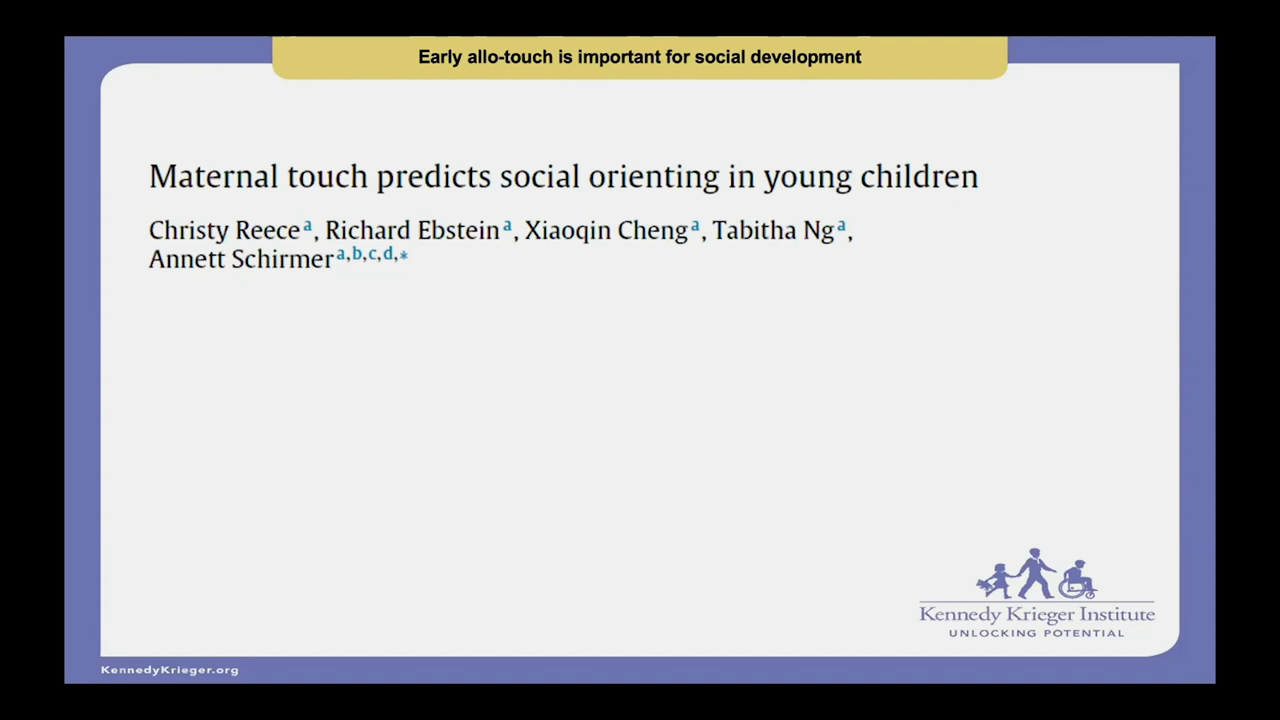 Early allo-touch is important for social development
Maternal touch predicts social orienting in young children
Christy Reece a, Richard Ebstein a, Xiaoqin Cheng a, Tabitha Ng a,
Annett Schirmer a,b,c,d,*
Kennedy Krieger Institute
UNLOCKING POTENTIAL
KennedyKrieger.org